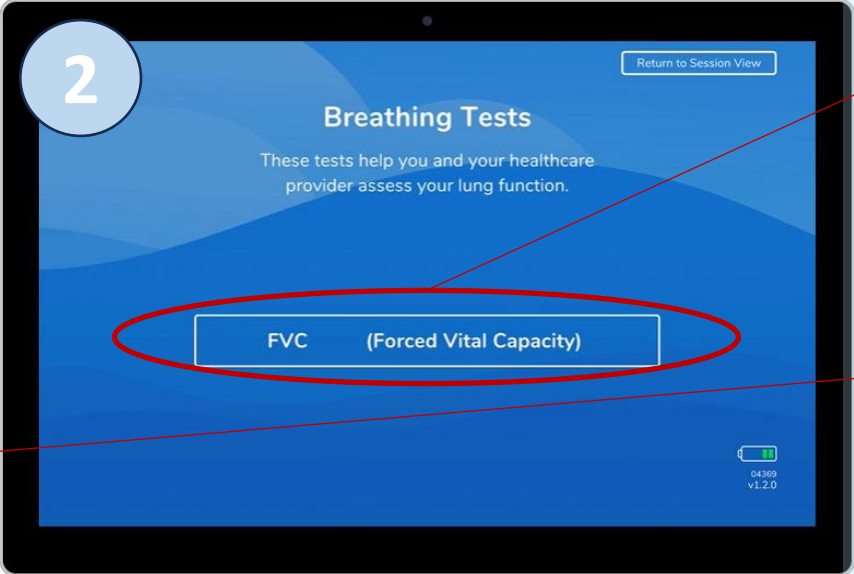 2
Return to Session View
Breathing Tests
These tests help you and your healthcare
provider assess your lung function.
FVC (Forced Vital Capacity)
04369
v1.2.0